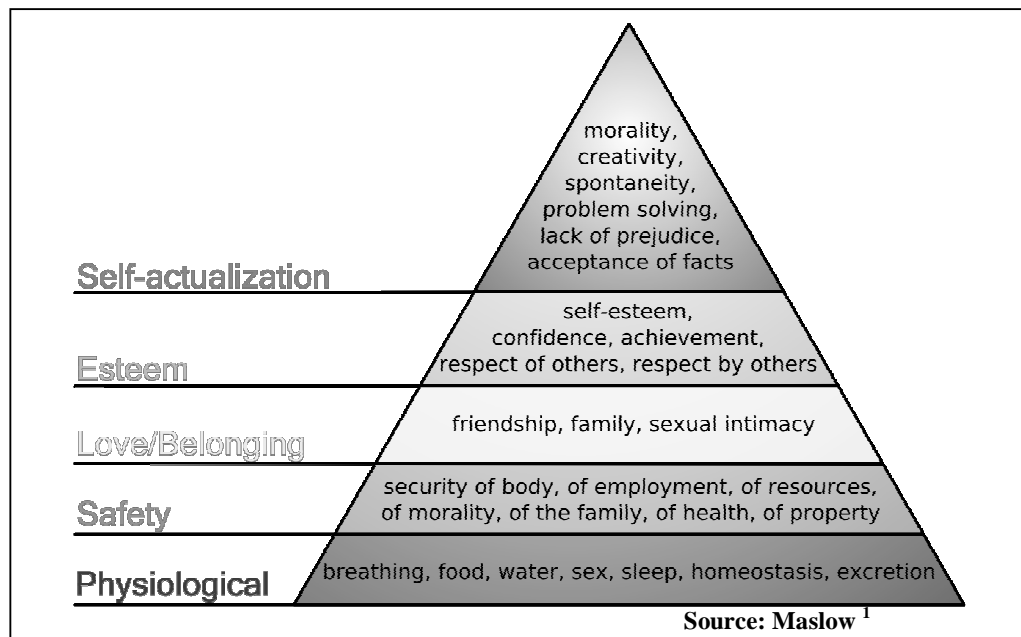 morality,
creativity,
spontaneity,
problem solving,
lack of prejudice,
acceptance of facts
Self-actualization
self-esteem,
confidence, achievement,
respect of others, respect by others
Esteem
friendship, family, sexual intimacy
Love/Belonging
security of body, of employment, of resources,
of morality, of the family, of health, of property
Safety
breathing, food, water, sex, sleep, homeostasis, excretion
Physiological
Source: Maslow 1